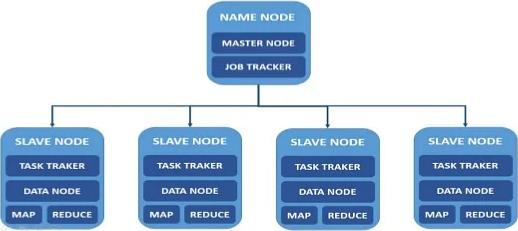 NAME NODE
MASTER NODE
JOB TRACKER
SLAVE NODE
TASK TRAKER
DATA NODE
MAP REDUCE
SLAVE NODE
TASK TRAKER
DATA NODE
MAP REDUCE
SLAVE NODE
TASK TRAKER
DATA NODE
MAP REDUCE
SLAVE NODE
TASK TRAKER
DATA NODE
MAP REDUCE